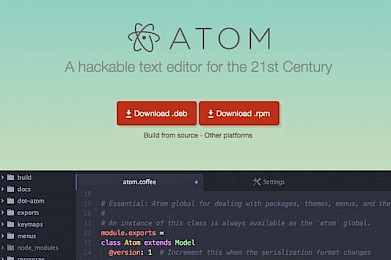 ATOM
A hackable text editor for the 21st Century
Download .deb
Download .rpm
Build from source - Other platforms
build
docs
dot-atom
exports
keymaps
menus
node_modules
resources
atom.coffee
Settings
18
19 # Essential: Atom global for dealing with packages, themes, menus, and the
20 #
21 # An instance of this class is always available as the `atom` global.
22 module.exports =
23 class Atom extends Model
24 @version: 1 # Increment this when the serialization format changes